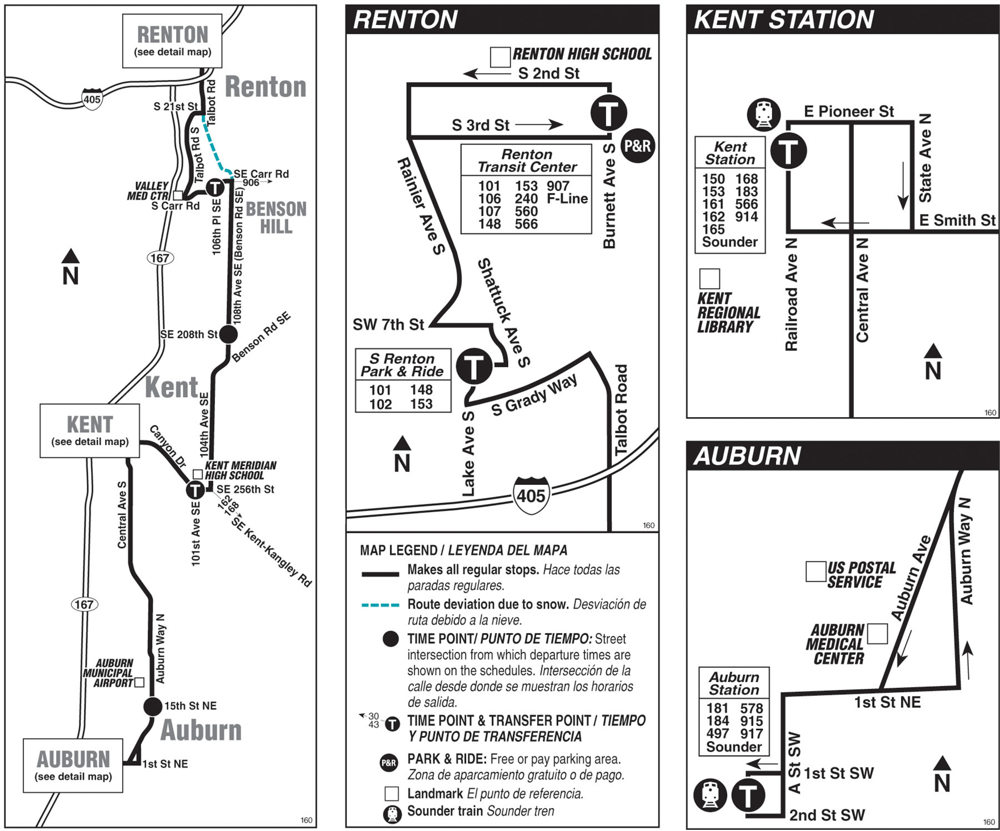 RENTON
(see detail map)
Renton
405
S 21st St
Talbot Rd
Talbot Rd S
SE Carr Rd
906
VALLEY
MED CTR
T
S Carr Rd
BENSON
HILL
106th Pl SE
108th Ave SE (Benson Rd SE)
167
N
SE 208th St
Benson Rd SE
Kent
104th Ave SE
KENT
(see detail map)
Canyon Dr
KENT MERIDIAN
HIGH SCHOOL
T
SE 256th St
162
168
SE Kent-Kangley Rd
101st Ave SE
Central Ave S
167
Auburn Way N
AUBURN
MUNICIPAL
AIRPORT
15th St NE
Auburn
AUBURN
(see detail map)
1st St NE
160
RENTON
RENTON HIGH SCHOOL
S 2nd St
T
S 3rd St
P&R
Renton
Transit Center
101 153 907
106 240 F-Line
107 560
148 566
Burnett Ave S
Rainier Ave S
Shattuck Ave S
SW 7th St
S Renton
Park & Ride
101 148
102 153
T
S Grady Way
Talbot Road
Lake Ave S
N
405
160
MAP LEGEND / LEYENDA DEL MAPA
Makes all regular stops. Hace todas las
paradas regulares.
Route deviation due to snow. Desviación de
ruta debido a la nieve.
TIME POINT/ PUNTO DE TIEMPO: Street
intersection from which departure times are
shown on the schedules. Intersección de la
calle desde donde se muestran los horarios
de salida.
30
43
T
TIME POINT & TRANSFER POINT / TIEMPO
Y PUNTO DE TRANSFERENCIA
P&R
PARK & RIDE: Free or pay parking area.
Zona de aparcamiento gratuito o de pago.
Landmark El punto de referencia.
Sounder train Sounder tren
KENT STATION
E Pioneer St
State Ave N
T
Kent
Station
150 168
153 183
161 566
162 914
165
Sounder
E Smith St
Railroad Ave N
Central Ave N
KENT
REGIONAL
LIBRARY
N
160
AUBURN
Auburn Way N
Auburn Ave
US POSTAL
SERVICE
AUBURN
MEDICAL
CENTER
1st St NE
Auburn
Station
181 578
184 915
497 917
Sounder
A St SW
1st St SW
T
2nd St SW
N
160